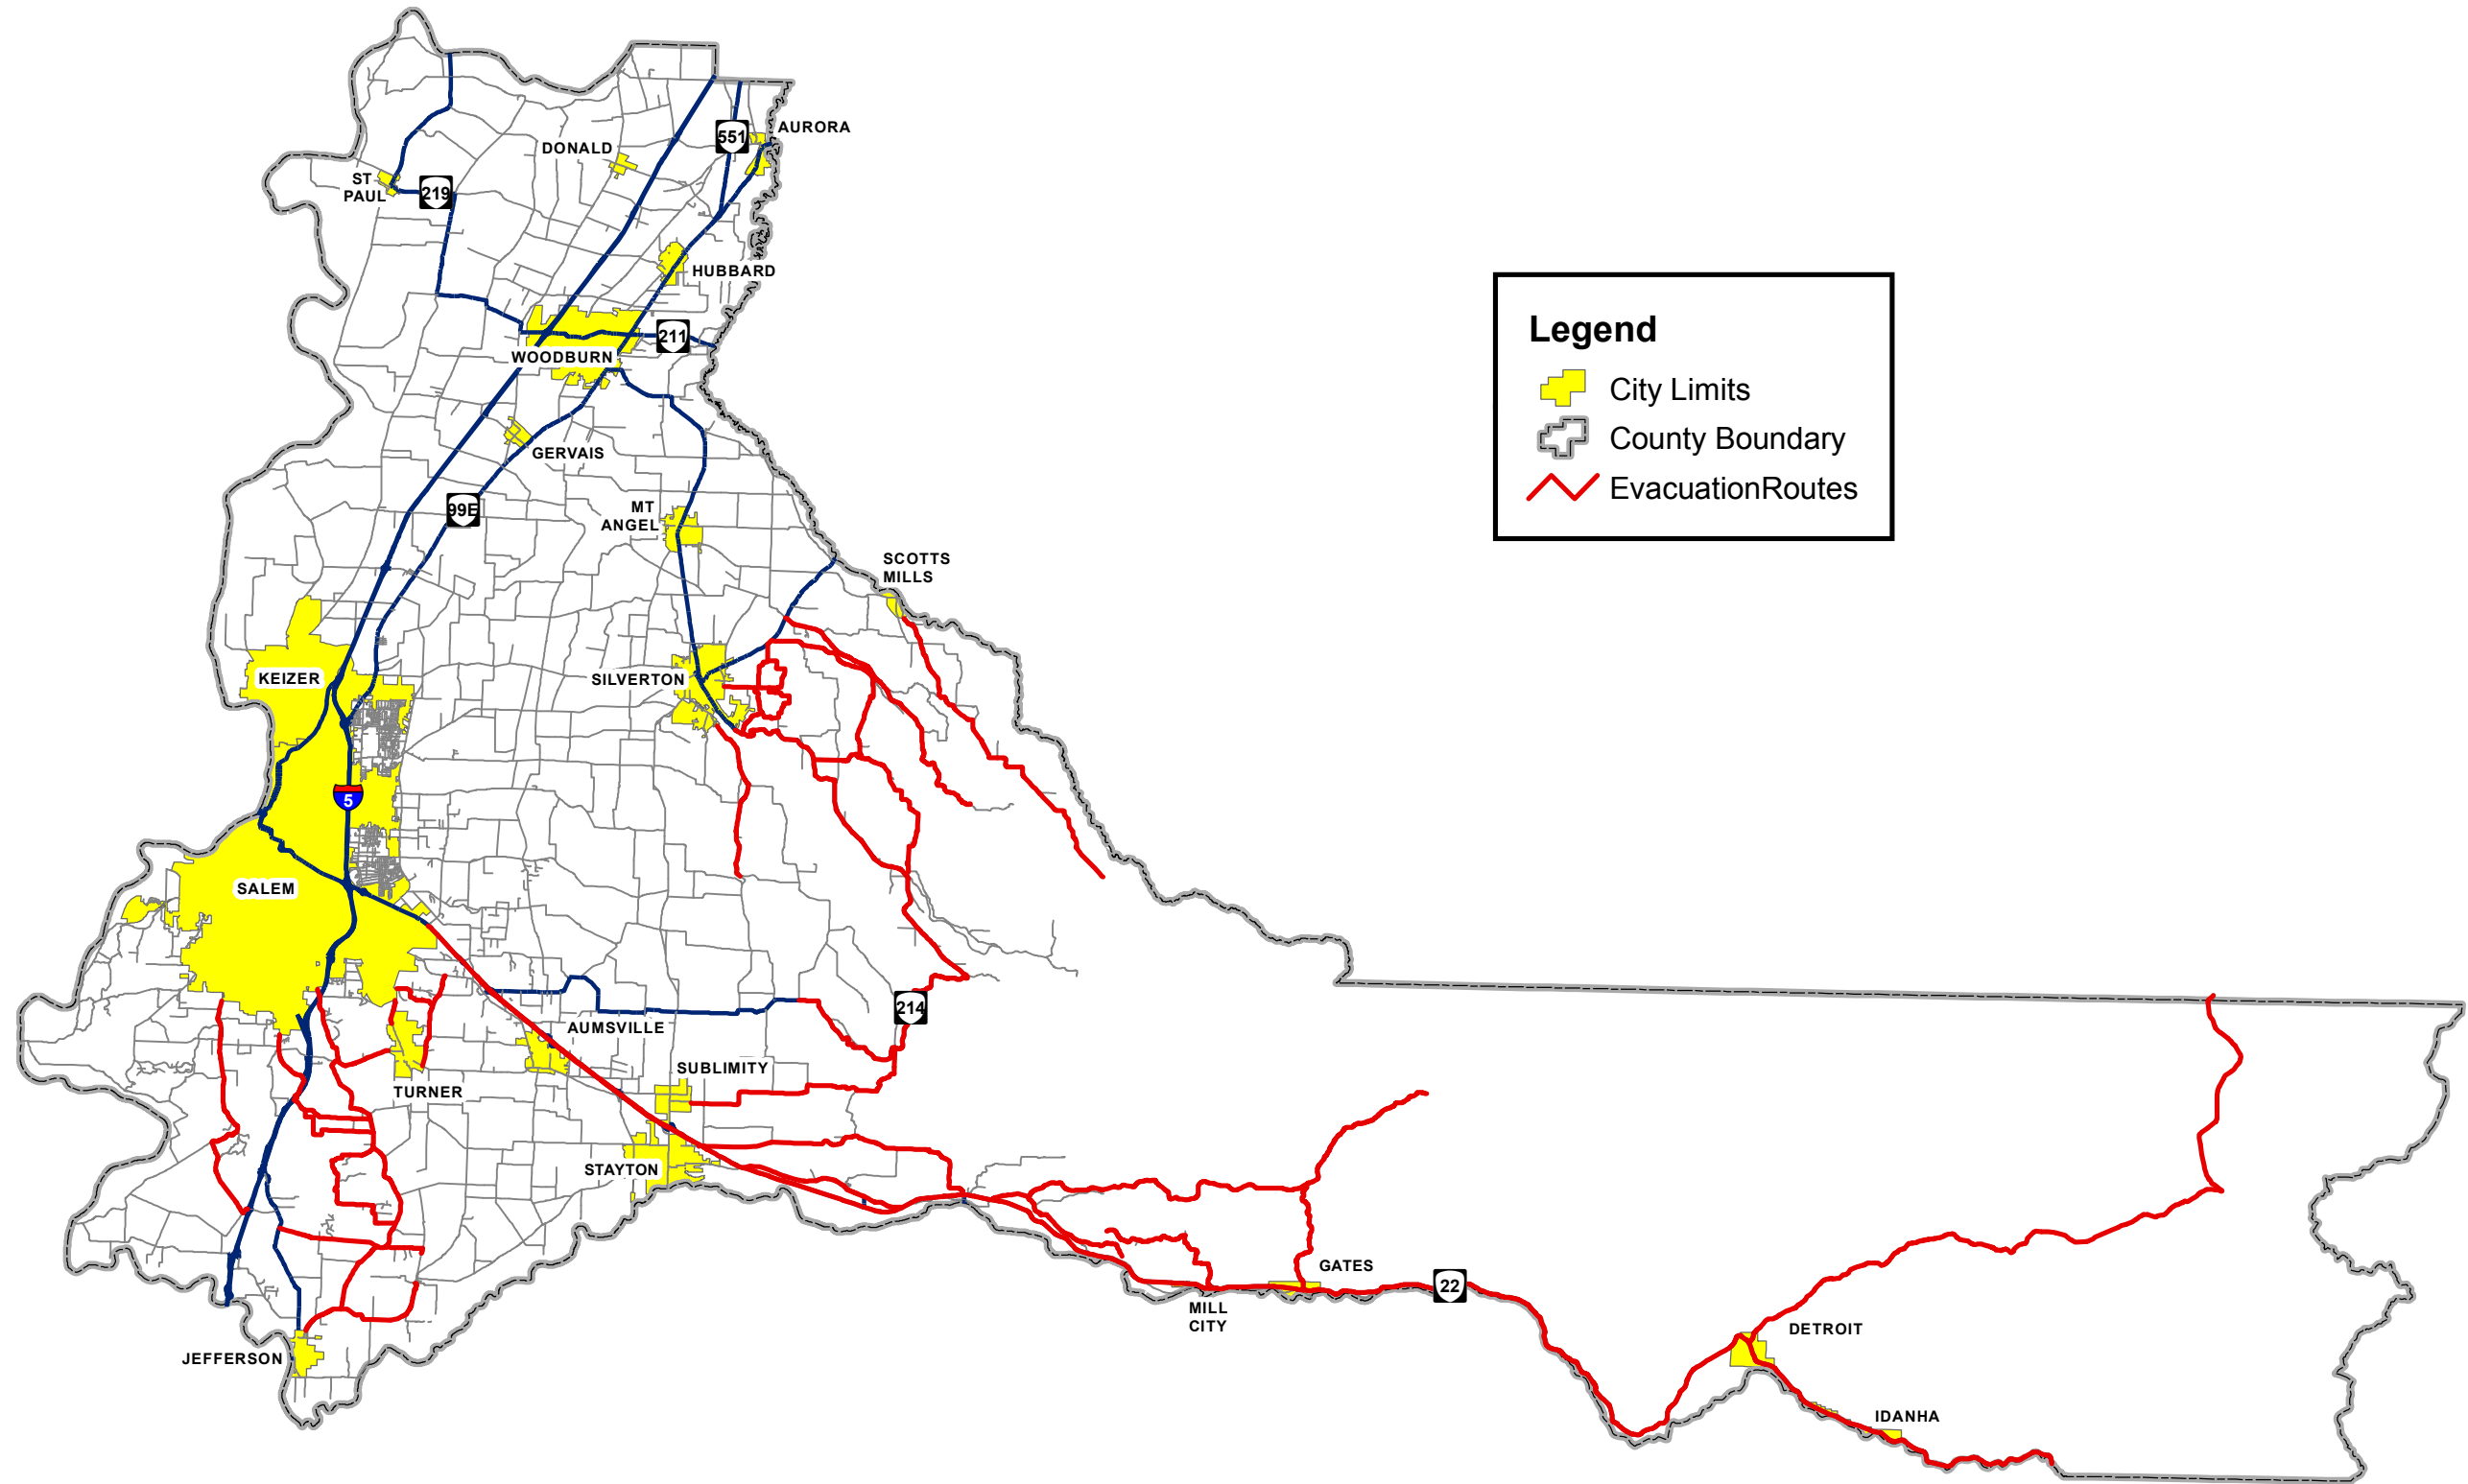 551
AURORA
DONALD
ST
PAUL
219
HUBBARD
211
WOODBURN
Legend
City Limits
County Boundary
EvacuationRoutes
GERVAIS
99E
MT
ANGEL
SCOTTS
MILLS
KEIZER
SILVERTON
5
SALEM
214
AUMSVILLE
SUBLIMITY
TURNER
STAYTON
GATES
22
MILL
CITY
DETROIT
JEFFERSON
IDANHA